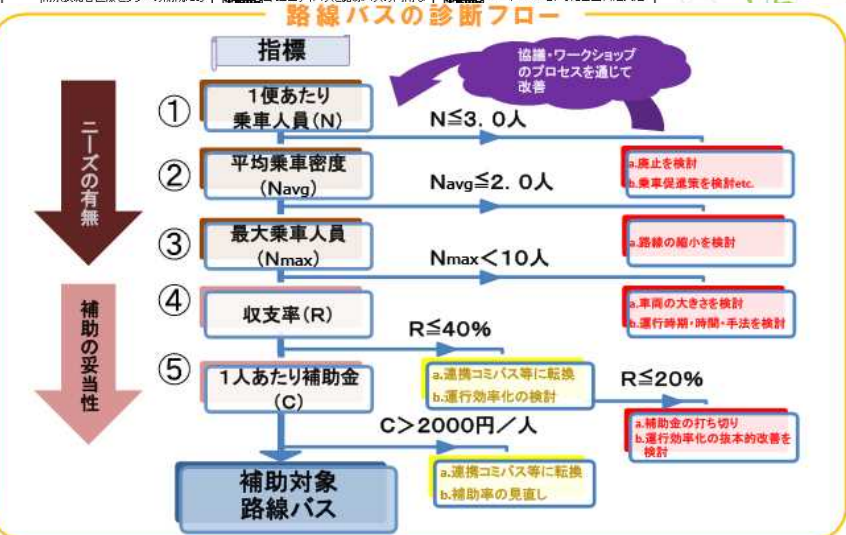 路線バスの診断フロー
指標
協議・ワークショップ
のプロセスを通じて
改善
ニーズの有無
①
1便あたり
乗車人員(N)
N≦3.0人
a.廃止を検討
b.乗車促進策を検討etc.
②
平均乗車密度
(Navg)
Navg≦2.0人
a.路線の縮小を検討
③
最大乗車人員
(Nmax)
Nmax<10人
a.車両の大きさを検討
b.運行時期・時間・手法を検討
補助の妥当性
④
収支率(R)
R≦40%
a.連携コミバス等に転換
b.運行効率化の検討
R≦20%
a.補助金の打ち切り
b.運行効率化の抜本的改善を
検討
⑤
1人あたり補助金
(C)
C>2000円/人
a.連携コミバス等に転換
b.補助率の見直し
補助対象
路線バス